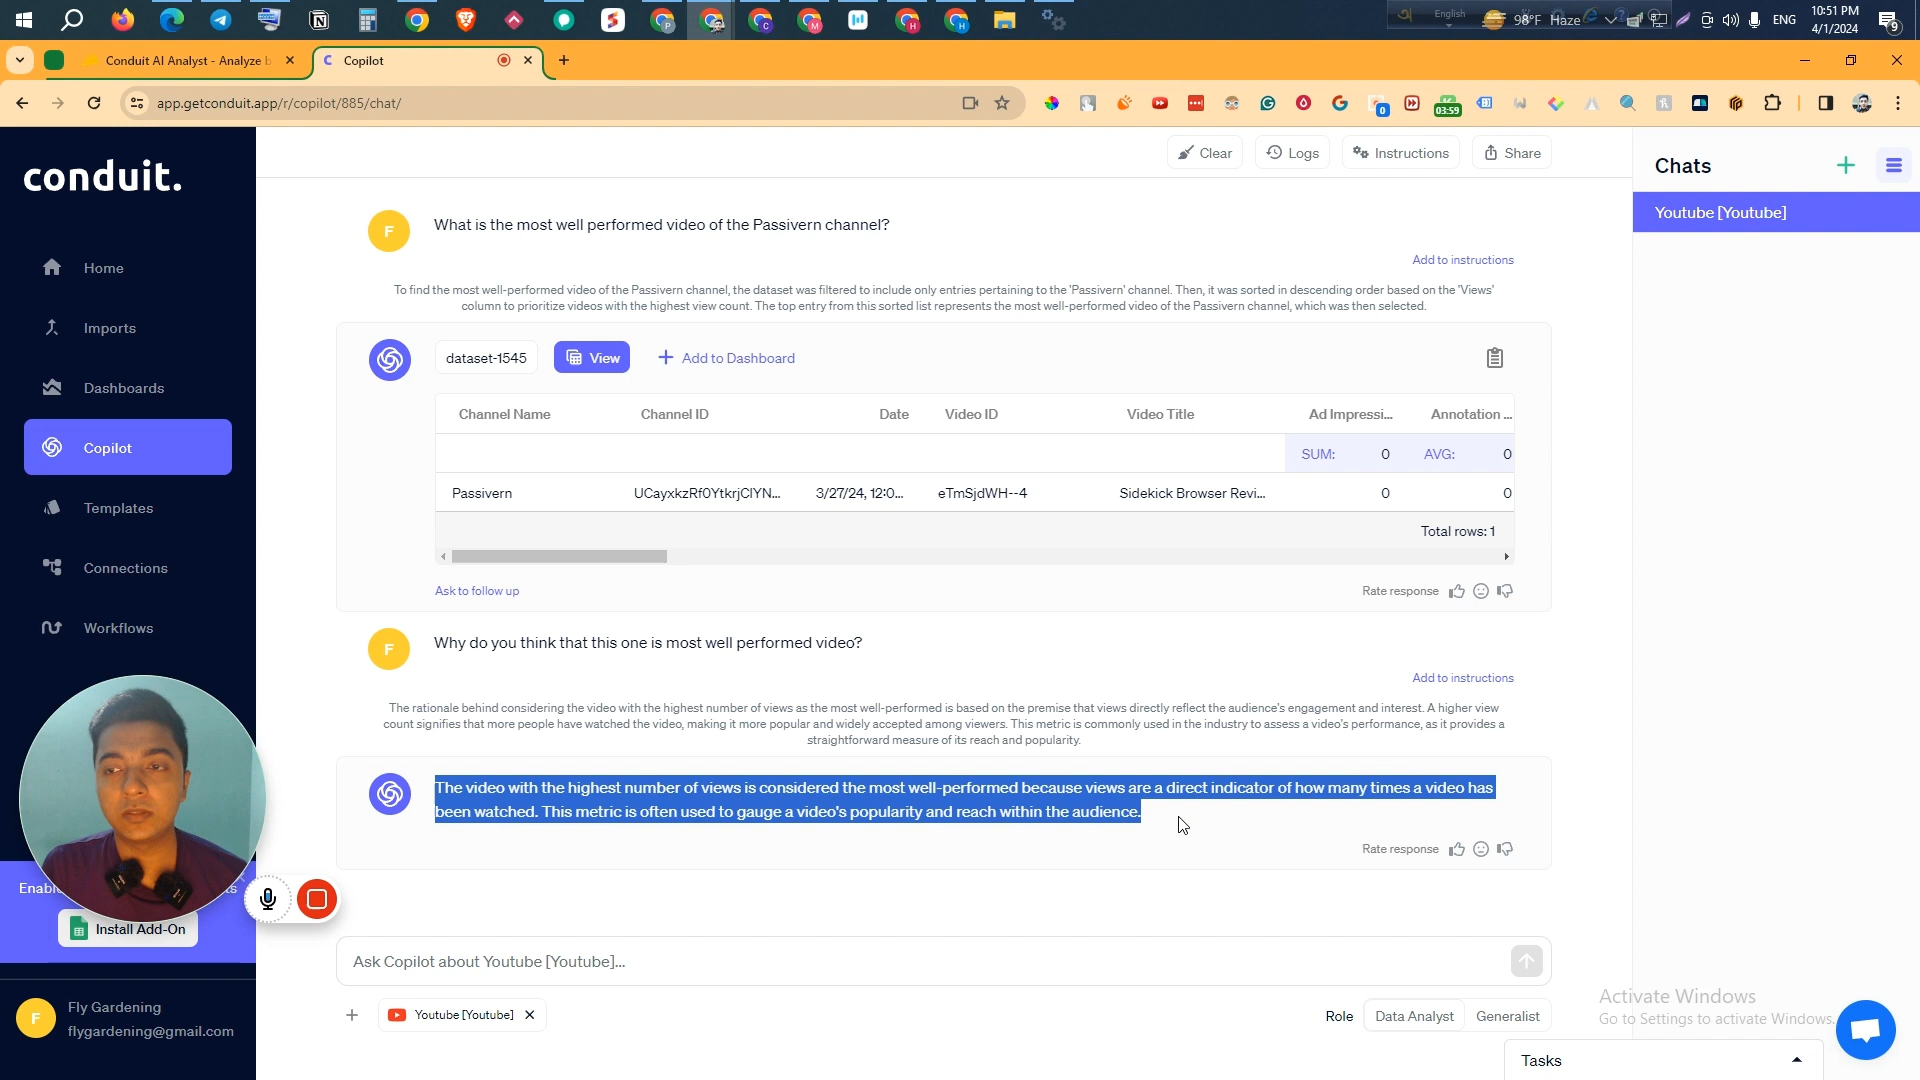 English
98°F Haze
ENG
10:51 PM
4/1/2024
9
Conduit AI Analyst - Analyze b
Copilot
app.getconduit.app/r/copilot/885/chat/
0
03:59
conduit.
Home
Imports
Dashboards
Copilot
Templates
Connections
Workflows
Enabl
ts
Install Add-On
F
Fly Gardening
flygardening@gmail.com
Clear
Logs
Instructions
Share
F
What is the most well performed video of the Passivern channel?
Add to instructions
To find the most well-performed video of the Passivern channel, the dataset was filtered to include only entries pertaining to the 'Passivern' channel. Then, it was sorted in descending order based on the 'Views'
column to prioritize videos with the highest view count. The top entry from this sorted list represents the most well-performed video of the Passivern channel, which was then selected.
dataset-1545
View
Add to Dashboard
Channel Name Channel ID Date Video ID Video Title Ad Impressi... Annotation ...
SUM: 0 AVG: 0
Passivern UCayxkzRf0YtkrjClYN... 3/27/24, 12:0... eTmSjdWH--4 Sidekick Browser Revi... 0 0
Total rows: 1
Ask to follow up
Rate response
F
Why do you think that this one is most well performed video?
Add to instructions
The rationale behind considering the video with the highest number of views as the most well-performed is based on the premise that views directly reflect the audience's engagement and interest. A higher view
count signifies that more people have watched the video, making it more popular and widely accepted among viewers. This metric is commonly used in the industry to assess a video's performance, as it provides a
straightforward measure of its reach and popularity.
The video with the highest number of views is considered the most well-performed because views are a direct indicator of how many times a video has
been watched. This metric is often used to gauge a video's popularity and reach within the audience.
Rate response
Ask Copilot about Youtube [Youtube]...
Youtube [Youtube]
Role
Data Analyst
Generalist
Chats
Youtube [Youtube]
Activate Windows
Go to Settings to activate Windows.
Tasks